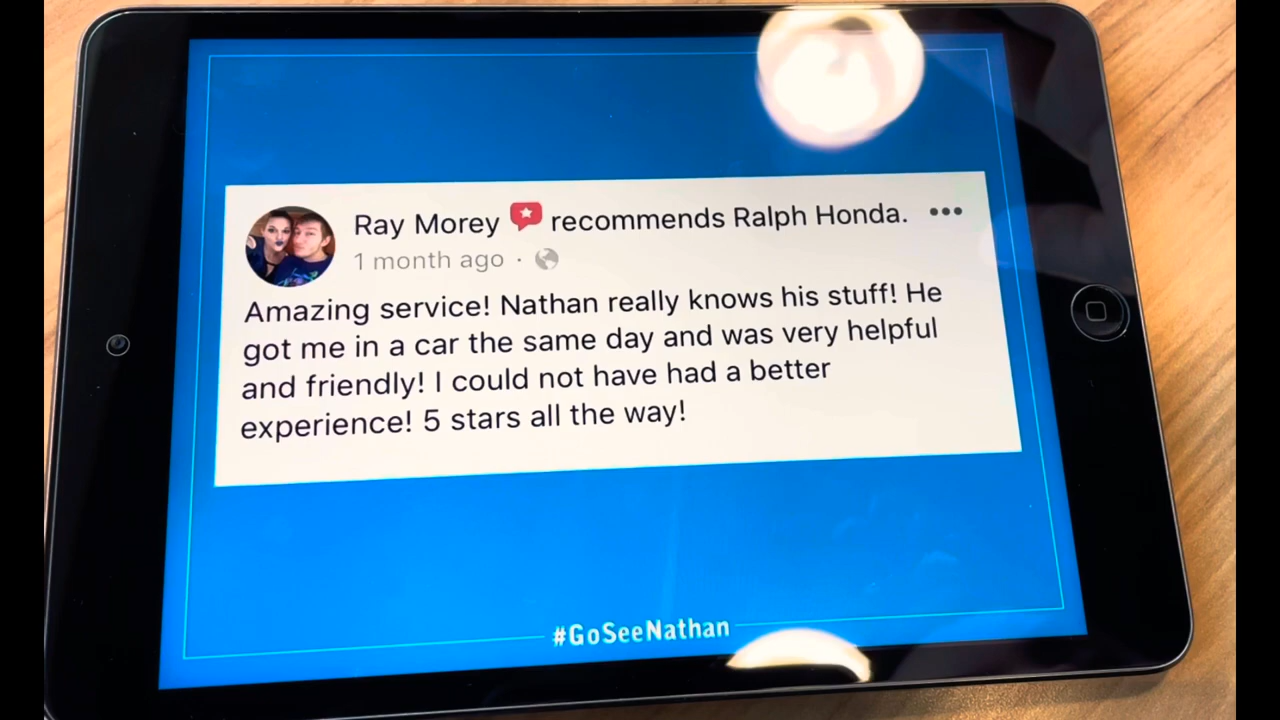 Ray Morey recommends Ralph Honda.
1 month ago ·
Amazing service! Nathan really knows his stuff! He
got me in a car the same day and was very helpful
and friendly! I could not have had a better
experience! 5 stars all the way!
#GoSeeNathan